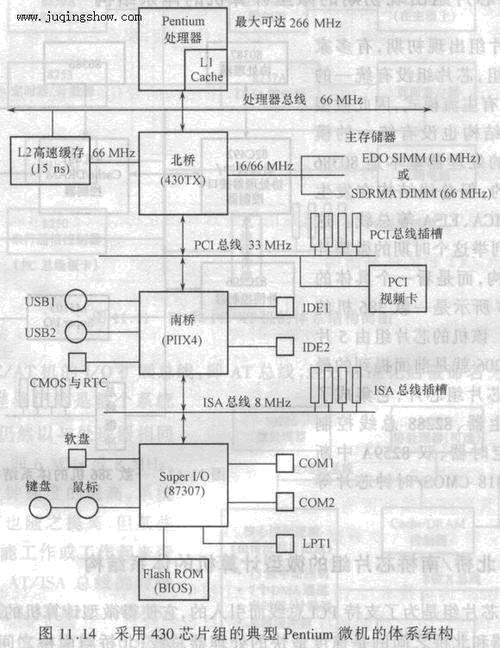 www.juqingshow.com
Pentium
处理器
最大可达 266 MHz
L1
Cache
处理器总线 66 MHz
L2高速缓存
(15 ns)
66 MHz
北桥
(430TX)
16/66 MHz
主存储器
EDO SIMM (16 MHz)
或
SDRMA DIMM (66 MHz)
PCI 总线 33 MHz
PCI 总线插槽
PCI
视频卡
USB1
USB2
CMOS 与 RTC
南桥
(PIIX4)
IDE1
IDE2
ISA 总线 8 MHz
ISA 总线插槽
软盘
键盘
鼠标
Super I/O
(87307)
COM1
COM2
LPT1
Flash ROM
(BIOS)
图 11.14 采用 430 芯片组的典型 Pentium 微机的体系结构